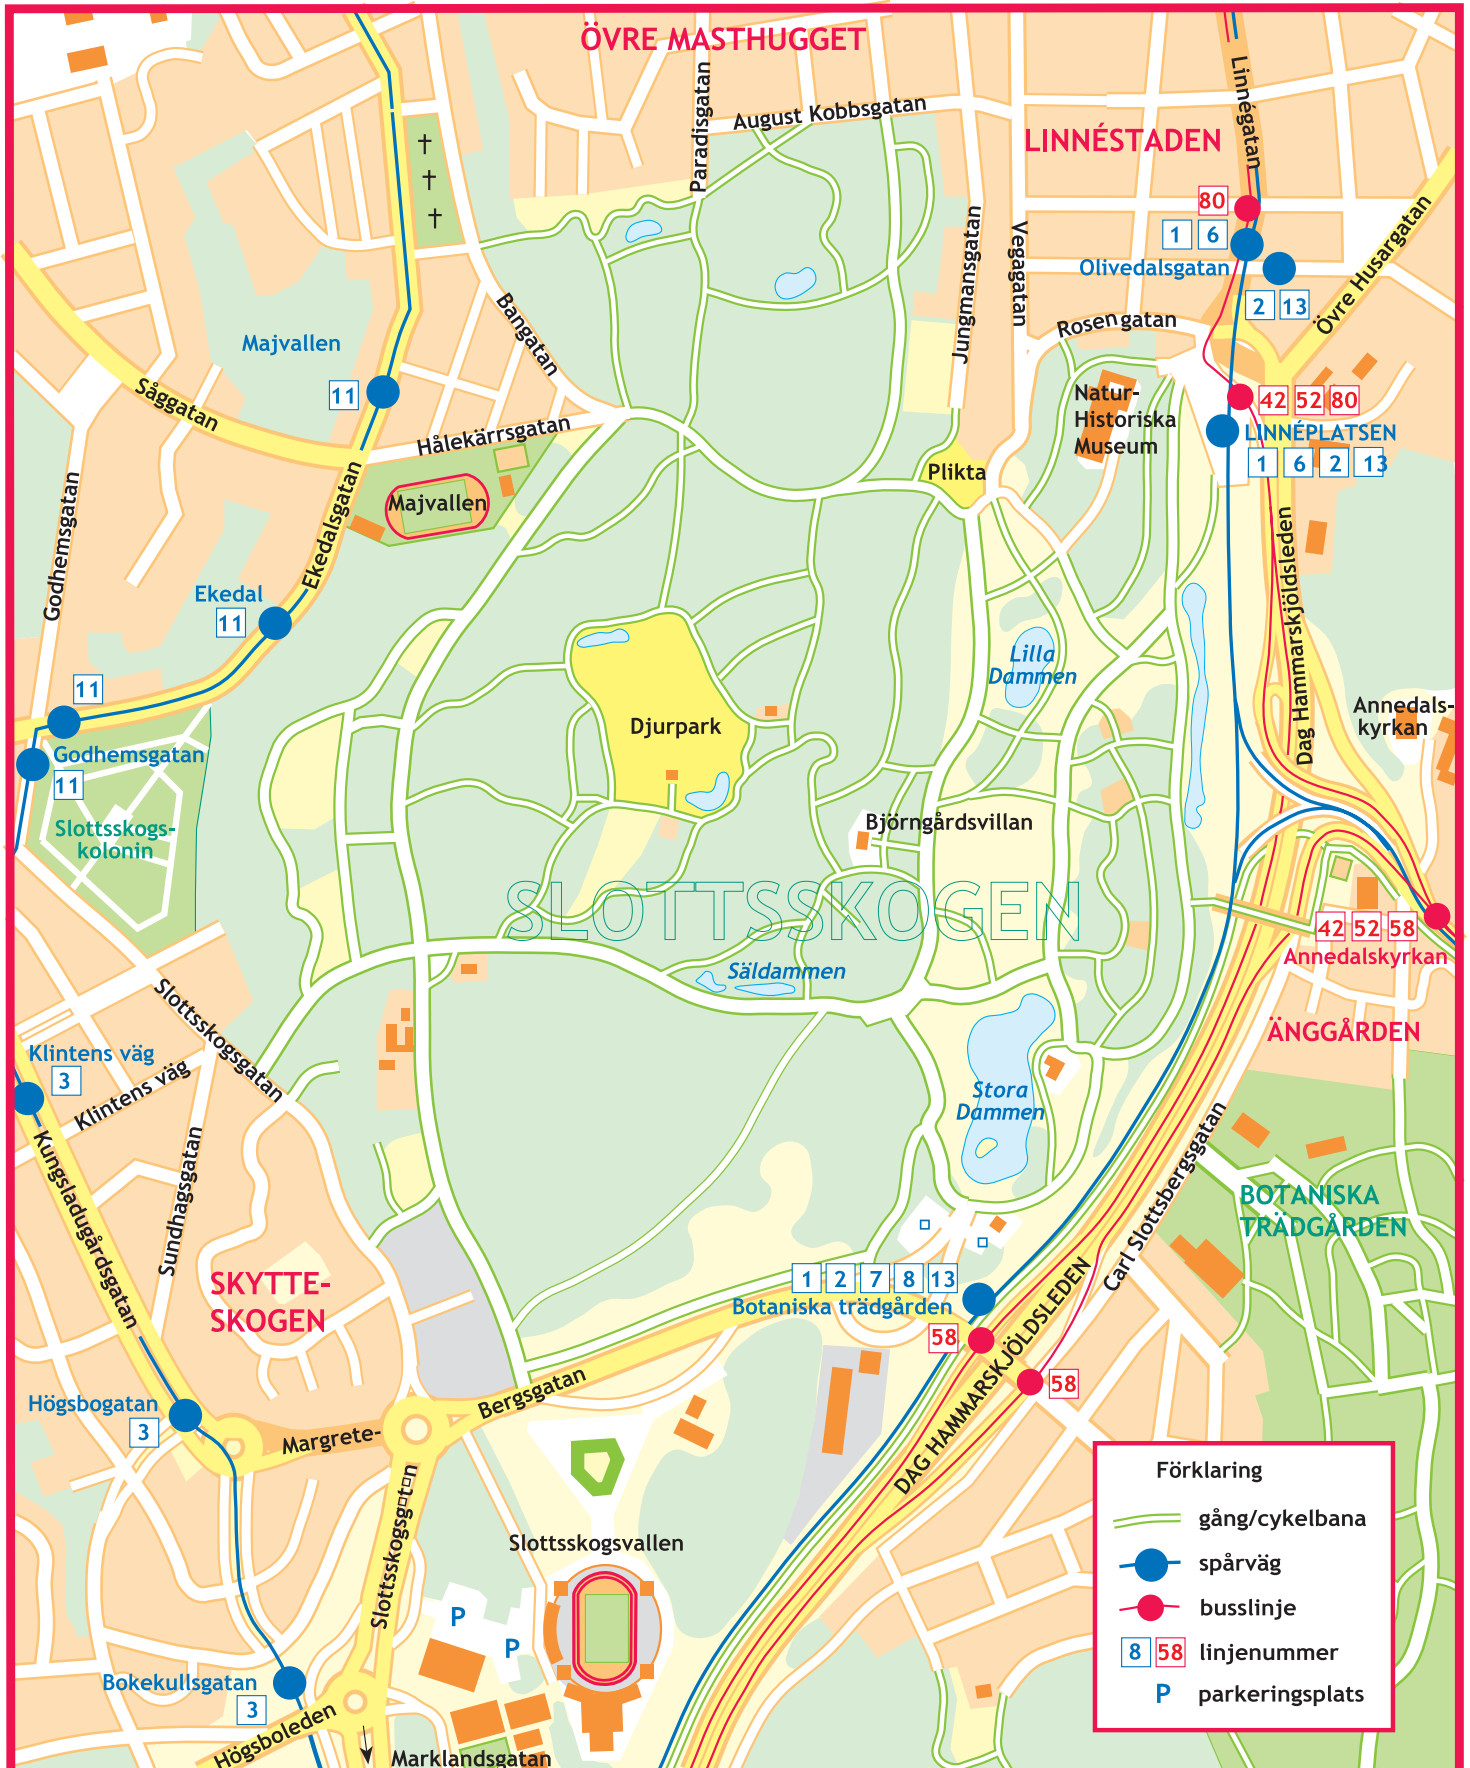 ÖVRE MASTHUGGET
Linnégatan
Paradisgatan
August Kobbsgatan
LINNÉSTADEN
80
1 6
Olivedalsgatan
2 13
Övre Husargatan
Jungmansgatan
Vegagatan
Rosengatan
Bangatan
Majvallen
11
Såggatan
Hålekärrsgatan
Natur-
Historiska
Museum
42 52 80
LINNÉPLATSEN
1 6 2 13
Plikta
Majvallen
Godhemsgatan
Ekedalsgatan
Dag Hammarskjöldsleden
Ekedal
11
Lilla
Dammen
11
Godhemsgatan
11
Djurpark
Annedals-
kyrkan
Slottsskogs-
kolonin
Björngårdsvillan
SLOTTSSKOGEN
42 52 58
Annedalskyrkan
Säldammen
Slottsskogsgatan
ÄNGGÅRDEN
Klintens väg
3
Klintens väg
Stora
Dammen
Kungsladugårdsgatan
Sundhagsgatan
Carl Slottsbergsgatan
BOTANISKA
TRÄDGÅRDEN
SKYTTE-
SKOGEN
1 2 7 8 13
Botaniska trädgården
58
58
DAG HAMMARSKJÖLDSLEDEN
Högsbogatan
3
Margrete-
Bergsgatan
Slottsskogsg□t□n
Slottsskogsvallen
P
P
Bokekullsgatan
3
Högsboleden
Marklandsgatan
Förklaring
gång/cykelbana
spårväg
busslinje
8 58 linjenummer
P parkeringsplats